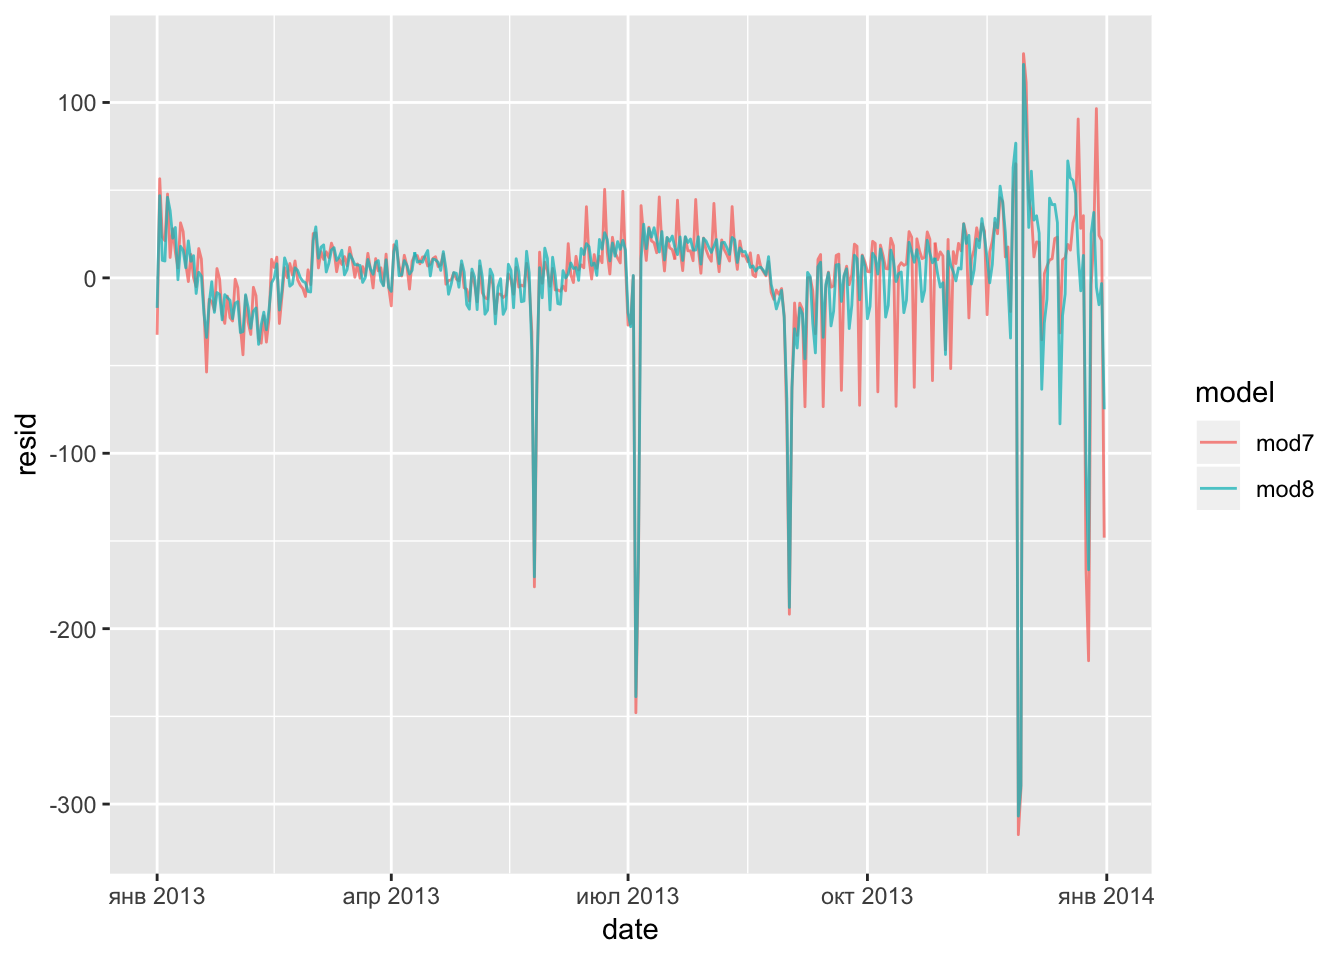 100
0
-100
-200
-300
resid
янв 2013
апр 2013
июл 2013
окт 2013
янв 2014
date
model
mod7
mod8